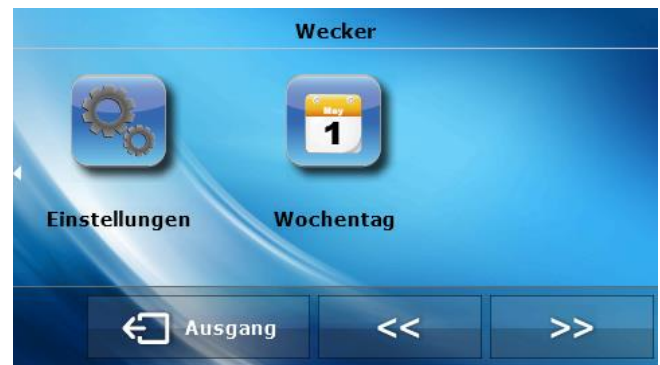 Wecker
May
1
Einstellungen
Wochentag
Ausgang
<<
>>